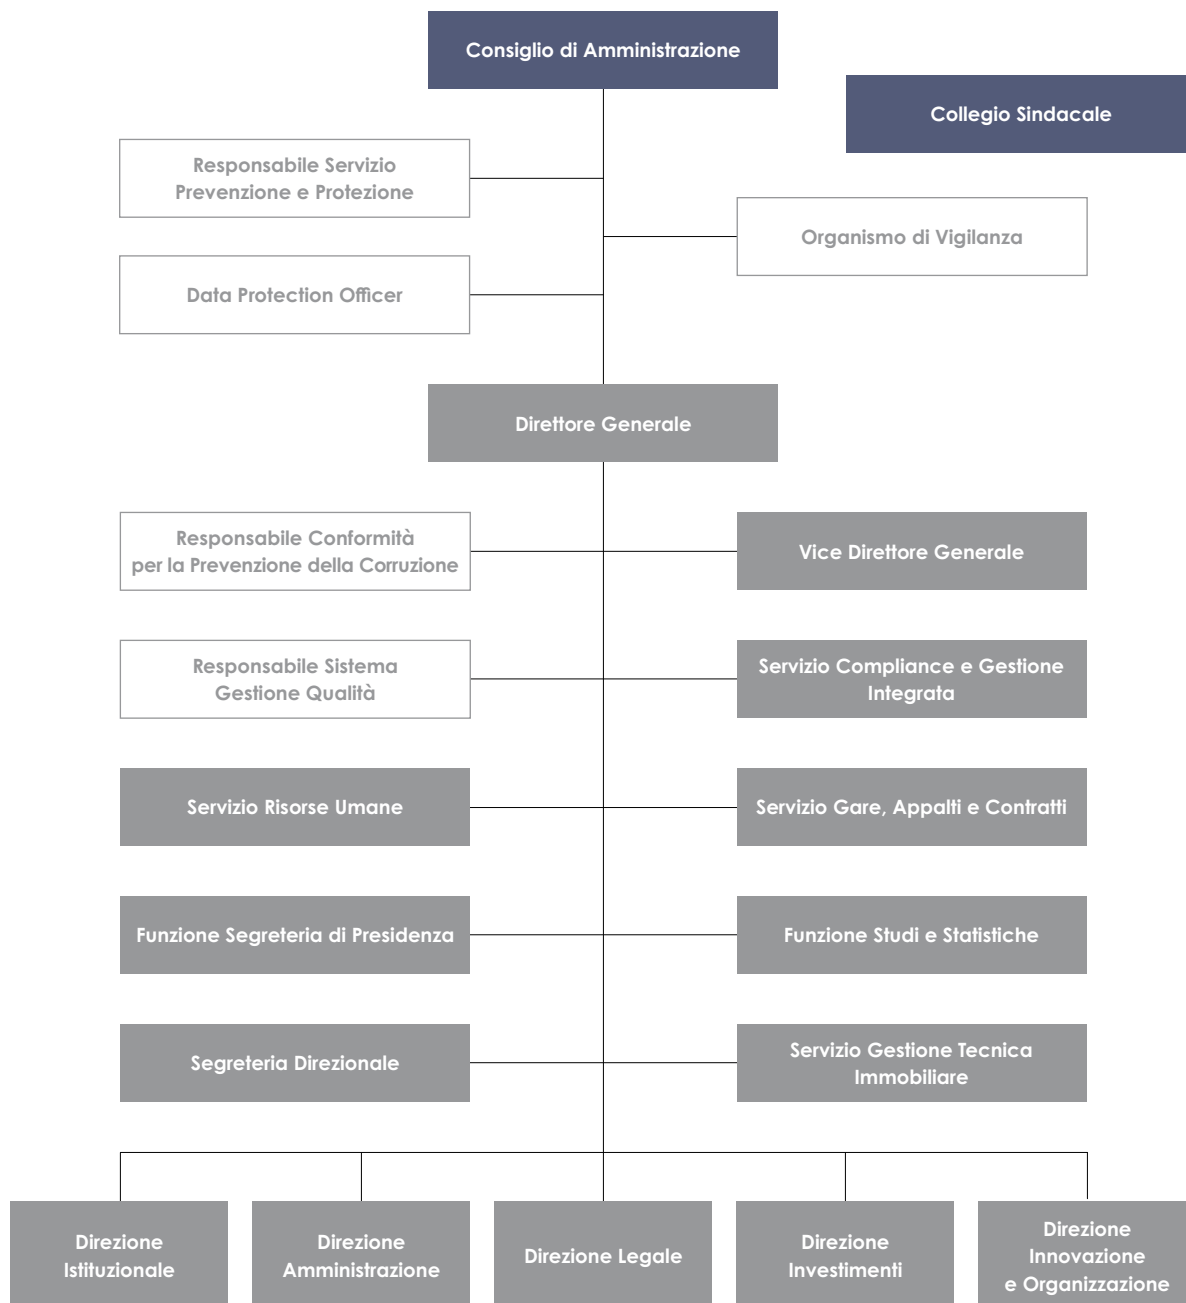 Consiglio di Amministrazione
Collegio Sindacale
Responsabile Servizio
Prevenzione e Protezione
Organismo di Vigilanza
Data Protection Officer
Direttore Generale
Responsabile Conformità
per la Prevenzione della Corruzione
Vice Direttore Generale
Responsabile Sistema
Gestione Qualità
Servizio Compliance e Gestione
Integrata
Servizio Risorse Umane
Servizio Gare, Appalti e Contratti
Funzione Segreteria di Presidenza
Funzione Studi e Statistiche
Segreteria Direzionale
Servizio Gestione Tecnica
Immobiliare
Direzione
Istituzionale
Direzione
Amministrazione
Direzione Legale
Direzione
Investimenti
Direzione
Innovazione
e Organizzazione